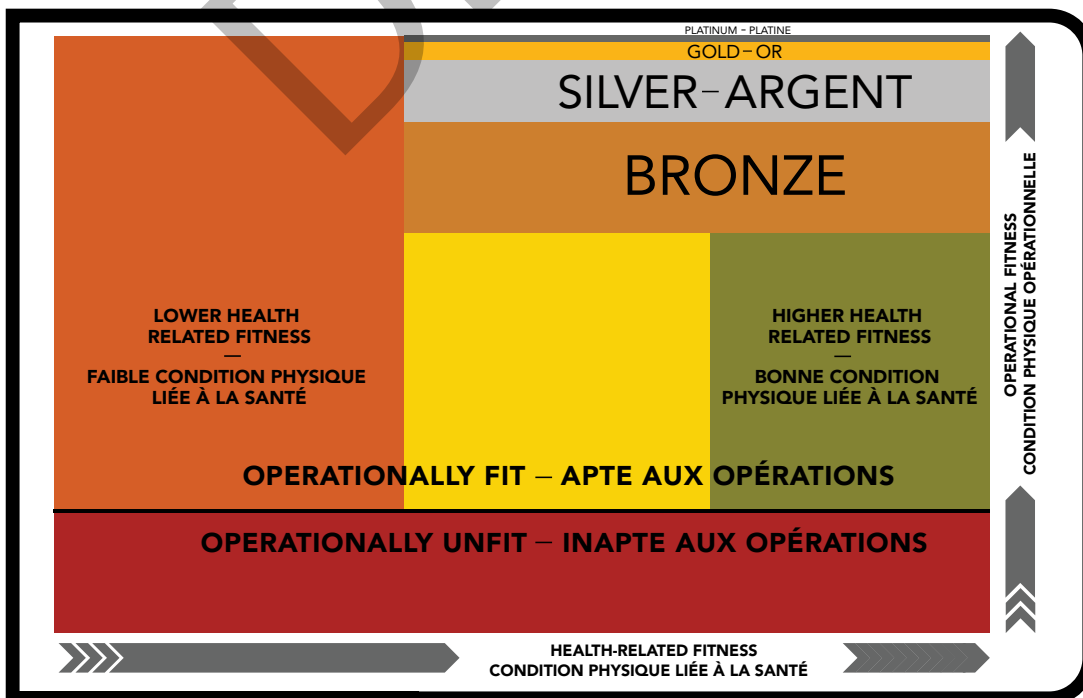 PLATINUM – PLATINE
GOLD – OR
SILVER – ARGENT
BRONZE
LOWER HEALTH
RELATED FITNESS
—
FAIBLE CONDITION PHYSIQUE
LIÉE À LA SANTÉ
HIGHER HEALTH
RELATED FITNESS
—
BONNE CONDITION
PHYSIQUE LIÉE À LA SANTÉ
OPERATIONALLY FIT – APTE AUX OPÉRATIONS
OPERATIONALLY UNFIT – INAPTE AUX OPÉRATIONS
HEALTH-RELATED FITNESS
CONDITION PHYSIQUE LIÉE À LA SANTÉ
OPERATIONAL FITNESS
CONDITION PHYSIQUE OPÉRATIONNELLE